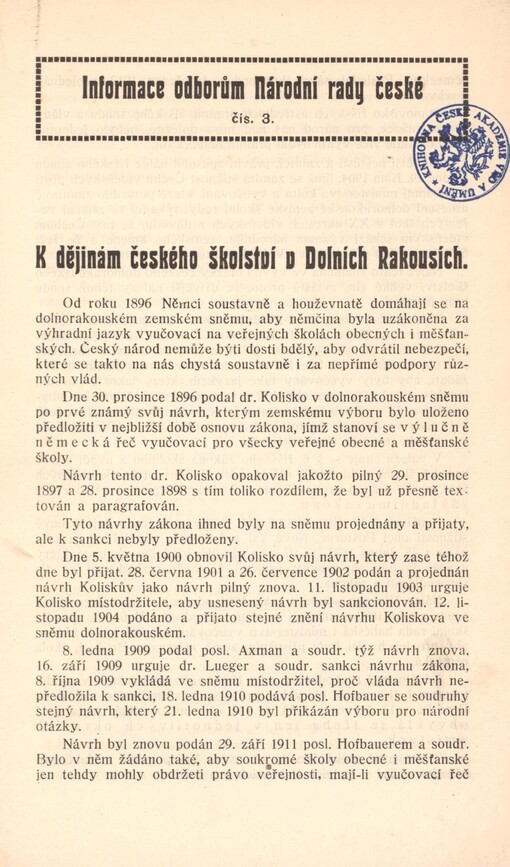 Informace odborům Národní rady české
čís. 3.
KNIHOVNA ČESKÉ AKADEMIE VĚD A UMĚNÍ
K dějinám českého školství v Dolních Rakousích.
Od roku 1896 Němci soustavně a houževnatě domáhají se na
dolnorakouském zemském sněmu, aby němčina byla uzákoněna za
výhradní jazyk vyučovací na veřejných školách obecných i měšťan-
ských. Český národ nemůže býti dosti bdělý, aby odvrátil nebezpečí,
které se takto na nás chystá soustavně i za nepřímé podpory růz-
ných vlád.
Dne 30. prosince 1896 podal dr. Kolisko v dolnorakouském sněmu
po prvé známý svůj návrh, kterým zemskému výboru bylo uloženo
předložiti v nejbližší době osnovu zákona, jímž stanoví se výlučně
německá řeč vyučovací pro všecky veřejné obecné a měšťanské
školy.
Návrh tento dr. Kolisko opakoval jakožto pilný 29. prosince
1897 a 28. prosince 1898 s tím toliko rozdílem, že byl už přesně tex-
tován a paragrafován.
Tyto návrhy zákona ihned byly na sněmu projednány a přijaty,
ale k sankci nebyly předloženy.
Dne 5. května 1900 obnovil Kolisko svůj návrh, který zase téhož
dne byl přijat. 28. června 1901 a 26. července 1902 podán a projednán
návrh Koliskův jako návrh pilný znova. 11. listopadu 1903 urguje
Kolisko místodržitele, aby usnesený návrh byl sankcionován. 12. li-
stopadu 1904 podáno a přijato stejné znění návrhu Koliskova ve
sněmu dolnorakouském.
8. ledna 1909 podal posl. Axman a soudr. týž návrh znova,
16. září 1909 urguje dr. Lueger a soudr. sankci návrhu zákona,
8. října 1909 vykládá ve sněmu místodržitel, proč vláda návrh ne-
předložila k sankci, 18. ledna 1910 podává posl. Hofbauer se soudruhy
stejný návrh, který 21. ledna 1910 byl přikázán výboru pro národní
otázky.
Návrh byl znovu podán 29. září 1911 posl. Hofbauerem a soudr.
Bylo v něm žádáno také, aby soukromé školy obecné i měšťanské
jen tehdy mohly obdržeti právo veřejnosti, mají-li vyučovací řeč